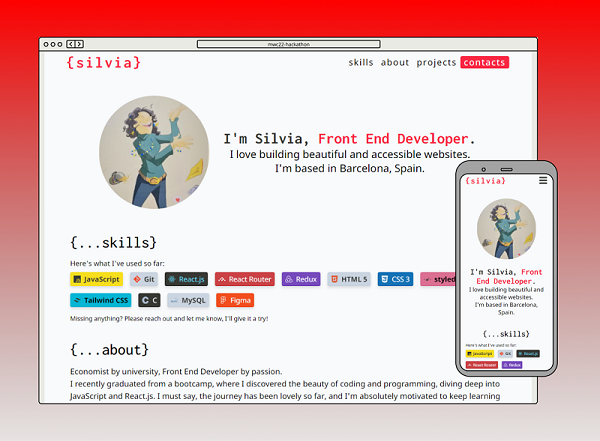 mwc22-hackathon
{silvia}
skills about projects contacts
I'm Silvia, Front End Developer.
I love building beautiful and accessible websites.
I'm based in Barcelona, Spain.
{...skills}
Here's what I've used so far:
JavaScript Git React.js React Router Redux HTML 5 CSS 3 styled
Tailwind CSS C MySQL Figma
Missing anything? Please reach out and let me know, I'll give it a try!
{...about}
Economist by university, Front End Developer by passion.
I recently graduated from a bootcamp, where I discovered the beauty of coding and programming, diving deep into
JavaScript and React.js. I must say, the journey has been lovely so far, and I'm absolutely motivated to keep learning
{silvia}
I'm Silvia, Front
End Developer.
I love building beautiful and
accessible websites.
I'm based in Barcelona,
Spain.
{...skills}
Here's what I've used so far:
JavaScript Git React.js
React Router Redux